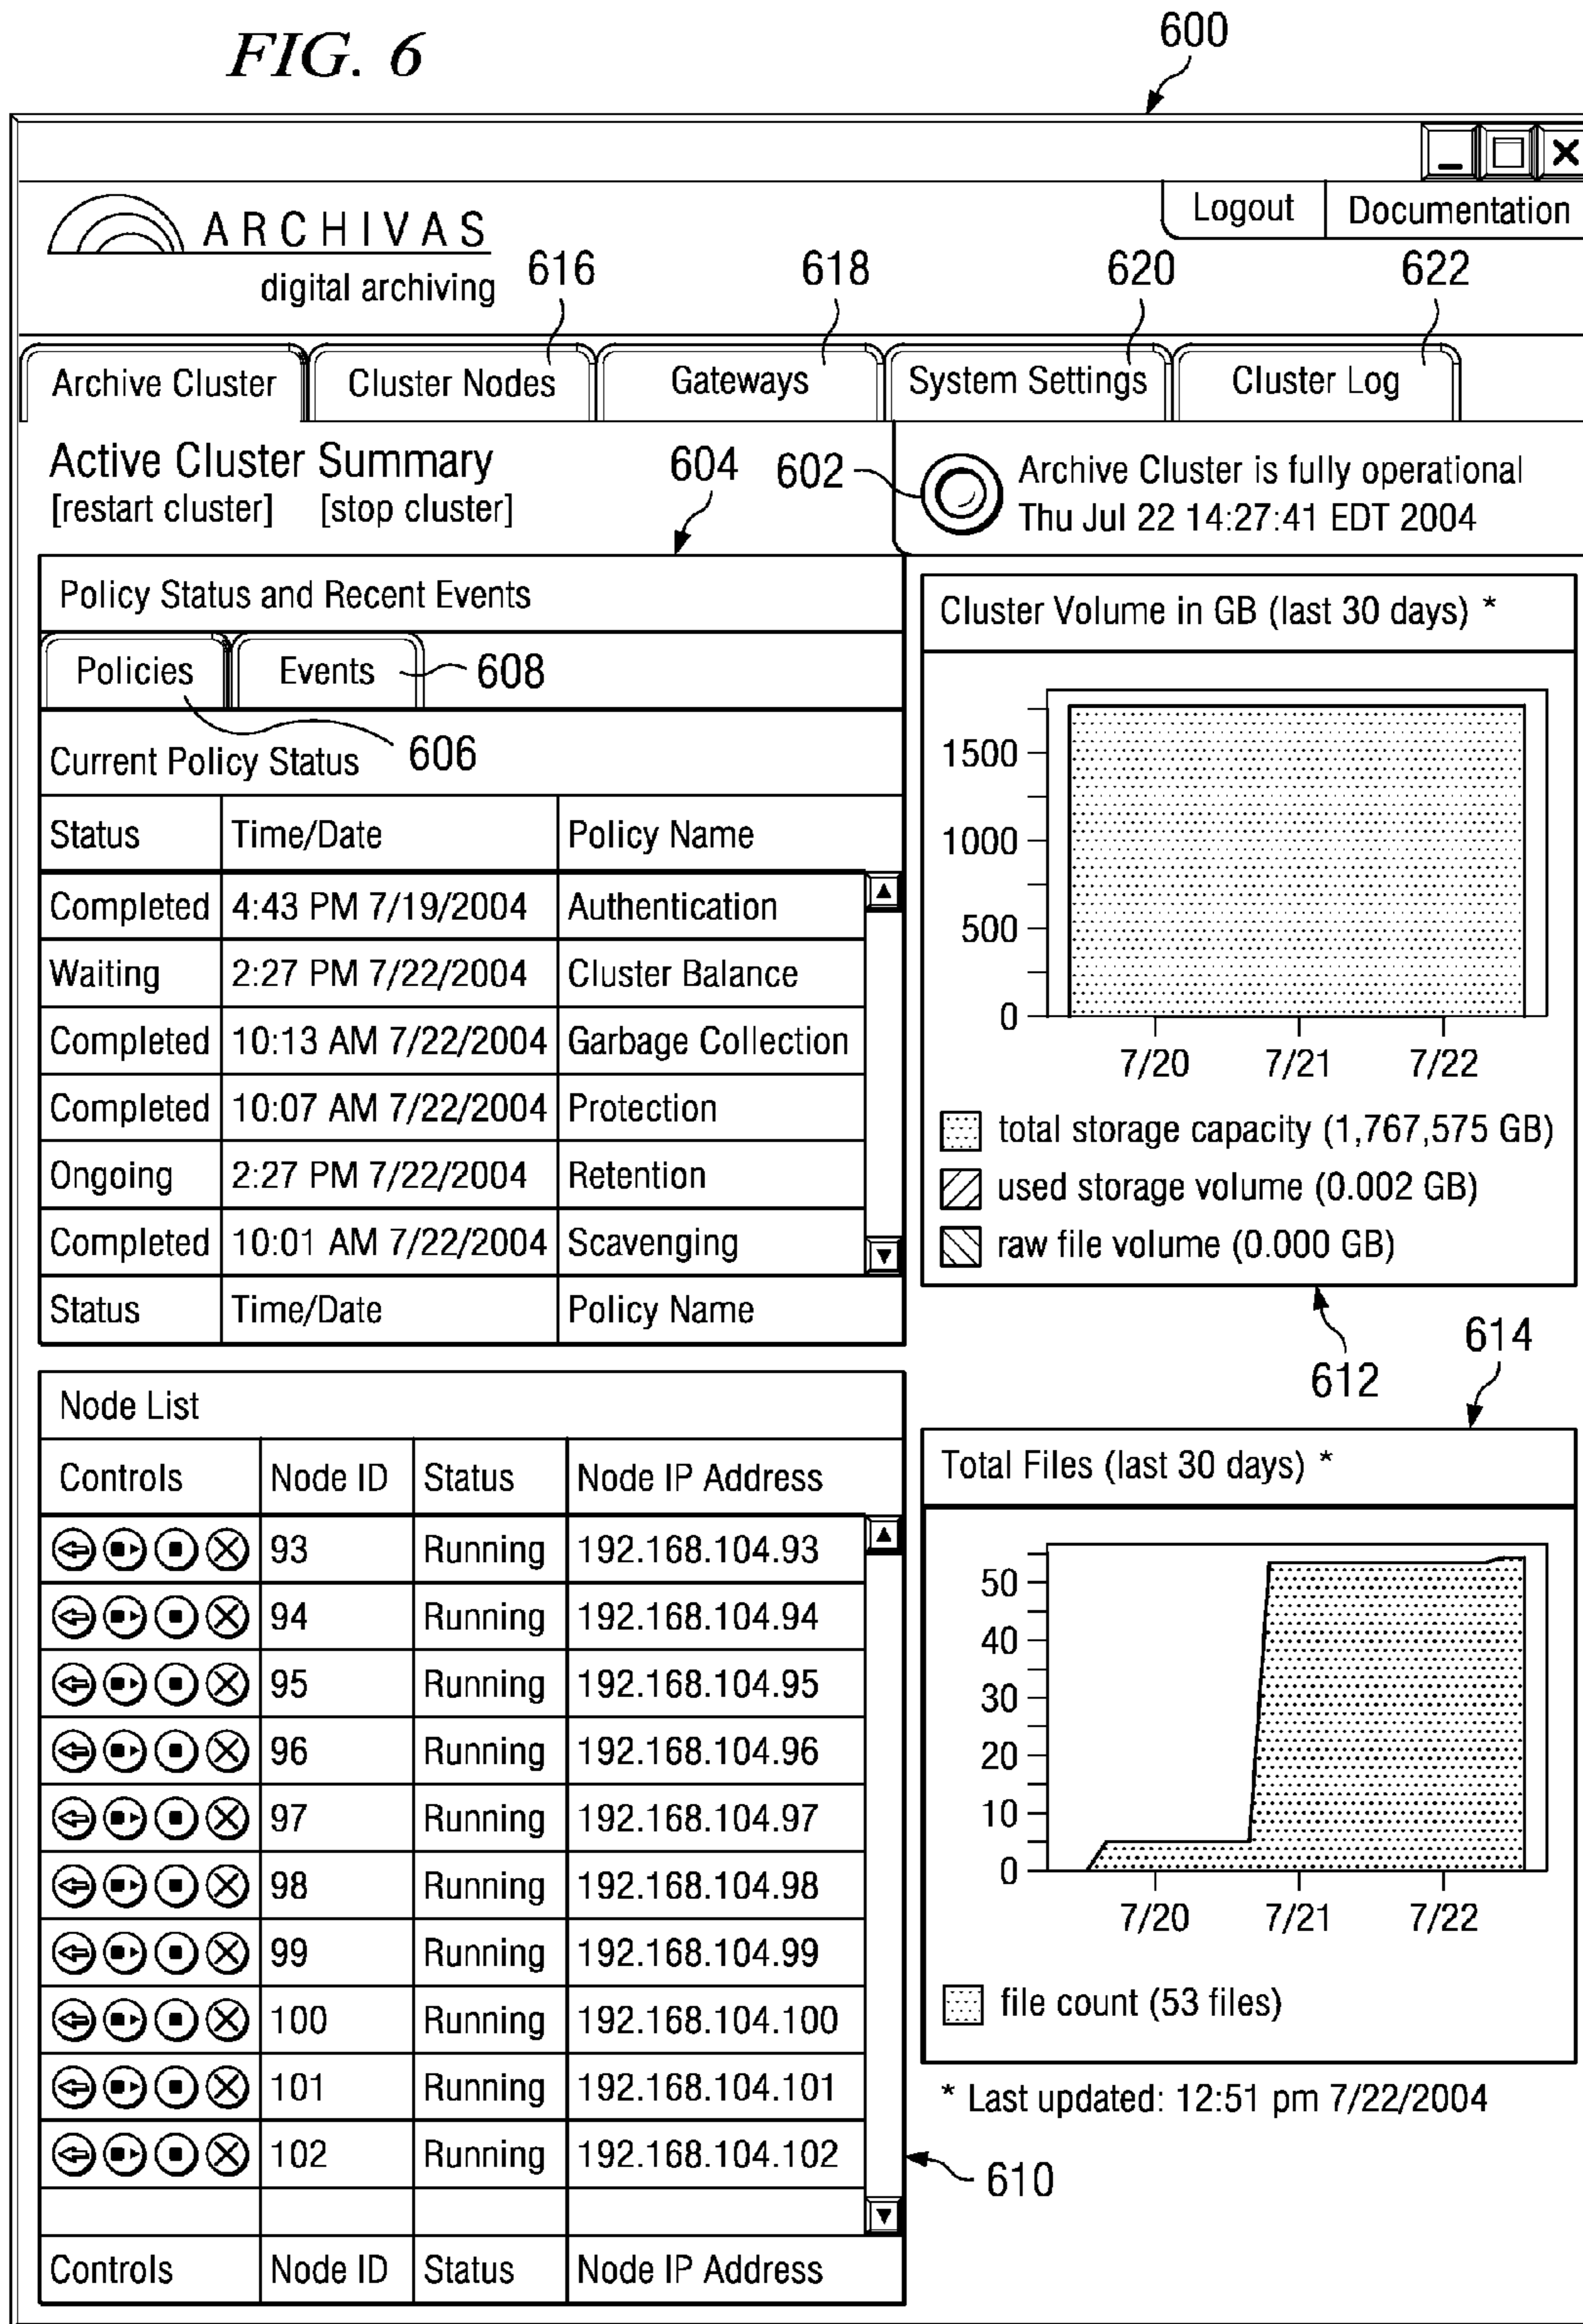 FIG. 6
600
Logout Documentation
ARCHIVAS
digital archiving
616 618 620 622
Archive Cluster Cluster Nodes Gateways System Settings Cluster Log
Active Cluster Summary
[restart cluster] [stop cluster]
604 602
Archive Cluster is fully operational
Thu Jul 22 14:27:41 EDT 2004
Policy Status and Recent Events
Policies Events 608
Current Policy Status 606
Status Time/Date Policy Name
Completed 4:43 PM 7/19/2004 Authentication
Waiting 2:27 PM 7/22/2004 Cluster Balance
Completed 10:13 AM 7/22/2004 Garbage Collection
Completed 10:07 AM 7/22/2004 Protection
Ongoing 2:27 PM 7/22/2004 Retention
Completed 10:01 AM 7/22/2004 Scavenging
Status Time/Date Policy Name
Cluster Volume in GB (last 30 days) *
1500
1000
500
0
7/20 7/21 7/22
total storage capacity (1,767,575 GB)
used storage volume (0.002 GB)
raw file volume (0.000 GB)
612
614
Node List
Controls Node ID Status Node IP Address
93 Running 192.168.104.93
94 Running 192.168.104.94
95 Running 192.168.104.95
96 Running 192.168.104.96
97 Running 192.168.104.97
98 Running 192.168.104.98
99 Running 192.168.104.99
100 Running 192.168.104.100
101 Running 192.168.104.101
102 Running 192.168.104.102
Controls Node ID Status Node IP Address
610
Total Files (last 30 days) *
50
40
30
20
10
0
7/20 7/21 7/22
file count (53 files)
* Last updated: 12:51 pm 7/22/2004